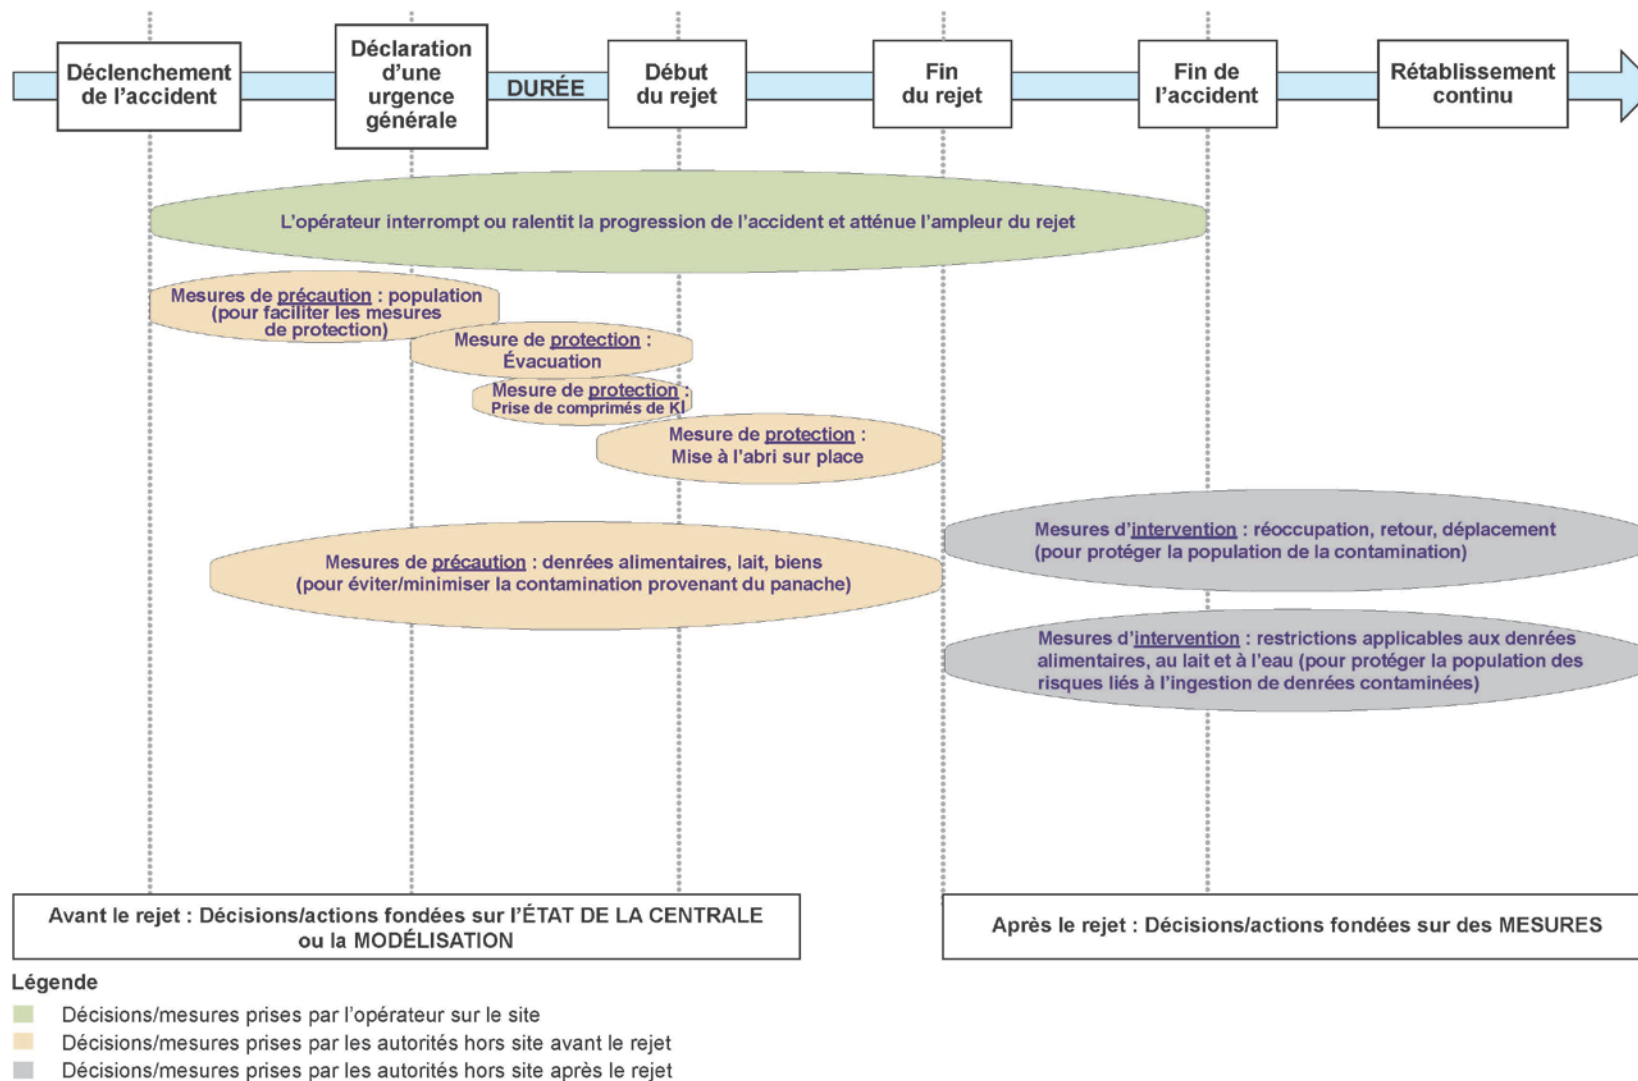 Déclenchement
de l'accident
Déclaration
d'une
urgence
générale
DURÉE
Début
du rejet
Fin
du rejet
Fin de
l'accident
Rétablissement
continu
L'opérateur interrompt ou ralentit la progression de l'accident et atténue l'ampleur du rejet
Mesures de précaution : population
(pour faciliter les mesures
de protection)
Mesure de protection :
Évacuation
Mesure de protection :
Prise de comprimés de KI
Mesure de protection :
Mise à l'abri sur place
Mesures d'intervention : réoccupation, retour, déplacement
(pour protéger la population de la contamination)
Mesures de précaution : denrées alimentaires, lait, biens
(pour éviter/minimiser la contamination provenant du panache)
Mesures d'intervention : restrictions applicables aux denrées
alimentaires, au lait et à l'eau (pour protéger la population des
risques liés à l'ingestion de denrées contaminées)
Avant le rejet : Décisions/actions fondées sur l'ÉTAT DE LA CENTRALE
ou la MODÉLISATION
Après le rejet : Décisions/actions fondées sur des MESURES
Légende
Décisions/mesures prises par l'opérateur sur le site
Décisions/mesures prises par les autorités hors site avant le rejet
Décisions/mesures prises par les autorités hors site après le rejet